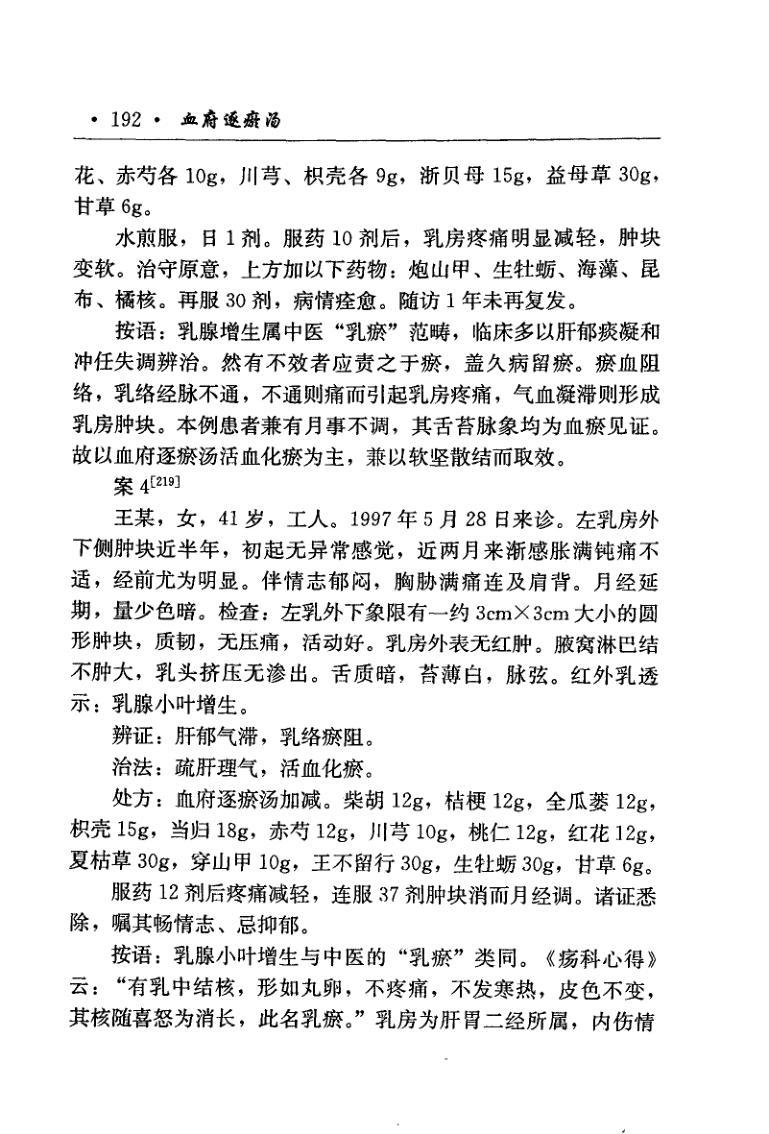 · 192 · 血府逐瘀汤
花、赤芍各 10g，川芎、枳壳各 9g，浙贝母 15g，益母草 30g，
甘草 6g。
水煎服，日 1 剂。服药 10 剂后，乳房疼痛明显减轻，肿块
变软。治守原意，上方加以下药物：炮山甲、生牡蛎、海藻、昆
布、橘核。再服 30 剂，病情痊愈。随访 1 年未再复发。
按语：乳腺增生属中医“乳瘀”范畴，临床多以肝郁痰凝和
冲任失调辨治。然有不效者应责之于瘀，盖久病留瘀。瘀血阻
络，乳络经脉不通，不通则痛而引起乳房疼痛，气血凝滞则形成
乳房肿块。本例患者兼有月事不调，其舌苔脉象均为血瘀见证。
故以血府逐瘀汤活血化瘀为主，兼以软坚散结而取效。
案 4[219]
王某，女，41 岁，工人。1997 年 5 月 28 日来诊。左乳房外
下侧肿块近半年，初起无异常感觉，近两月来渐感胀满钝痛不
适，经前尤为明显。伴情志郁闷，胸胁满痛连及肩背。月经延
期，量少色暗。检查：左乳外下象限有一约 3cm×3cm 大小的圆
形肿块，质韧，无压痛，活动好。乳房外表无红肿。腋窝淋巴结
不肿大，乳头挤压无渗出。舌质暗，苔薄白，脉弦。红外乳透
示：乳腺小叶增生。
辨证：肝郁气滞，乳络瘀阻。
治法：疏肝理气，活血化瘀。
处方：血府逐瘀汤加减。柴胡 12g，桔梗 12g，全瓜蒌 12g，
枳壳 15g，当归 18g，赤芍 12g，川芎 10g，桃仁 12g，红花 12g，
夏枯草 30g，穿山甲 10g，王不留行 30g，生牡蛎 30g，甘草 6g。
服药 12 剂后疼痛减轻，连服 37 剂肿块消而月经调。诸证悉
除，嘱其畅情志、忌抑郁。
按语：乳腺小叶增生与中医的“乳瘀”类同。《疡科心得》
云：“有乳中结核，形如丸卵，不疼痛，不发寒热，皮色不变，
其核随喜怒为消长，此名乳瘀。”乳房为肝胃二经所属，内伤情